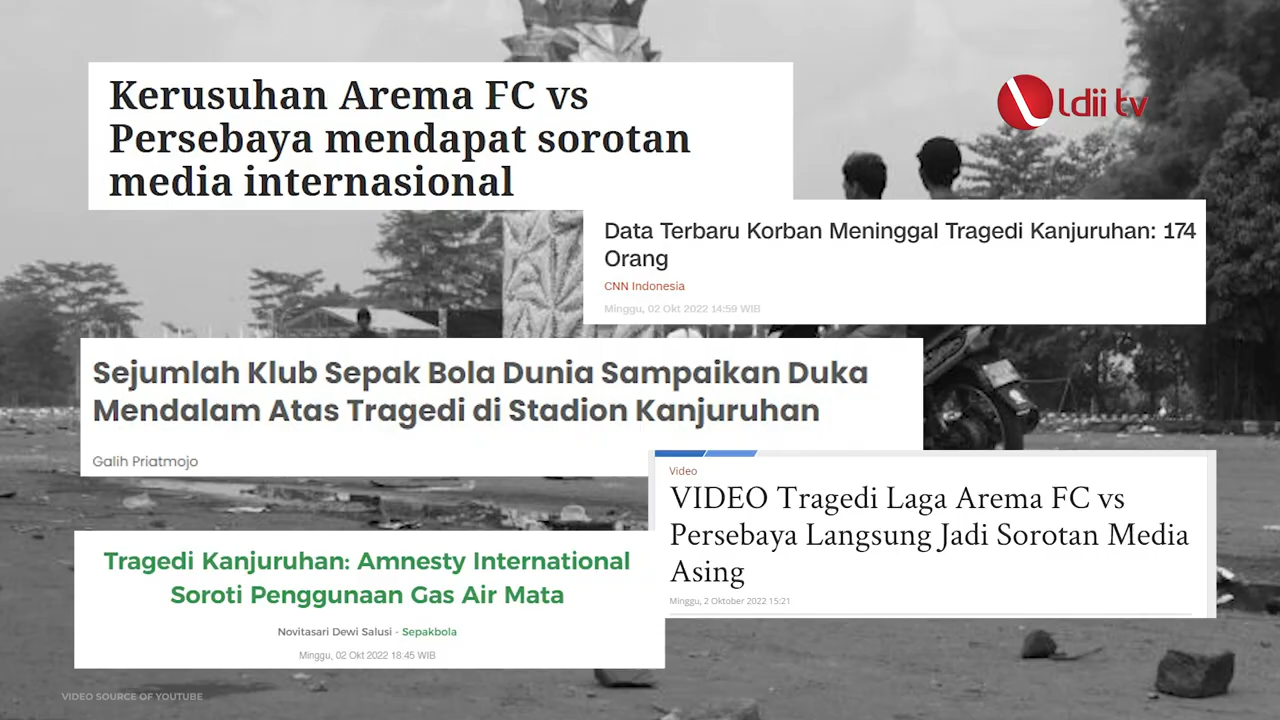 Kerusuhan Arema FC vs
Persebaya mendapat sorotan
media internasional
ldii tv
Data Terbaru Korban Meninggal Tragedi Kanjuruhan: 174
Orang
CNN Indonesia
Minggu, 02 Okt 2022 14:59 WIB
Sejumlah Klub Sepak Bola Dunia Sampaikan Duka
Mendalam Atas Tragedi di Stadion Kanjuruhan
Galih Priatmojo
Video
VIDEO Tragedi Laga Arema FC vs
Persebaya Langsung Jadi Sorotan Media
Asing
Minggu, 2 Oktober 2022 15:21
Tragedi Kanjuruhan: Amnesty International
Soroti Penggunaan Gas Air Mata
Novitasari Dewi Salusi - Sepakbola
Minggu, 02 Okt 2022 18:45 WIB
VIDEO SOURCE OF YOUTUBE